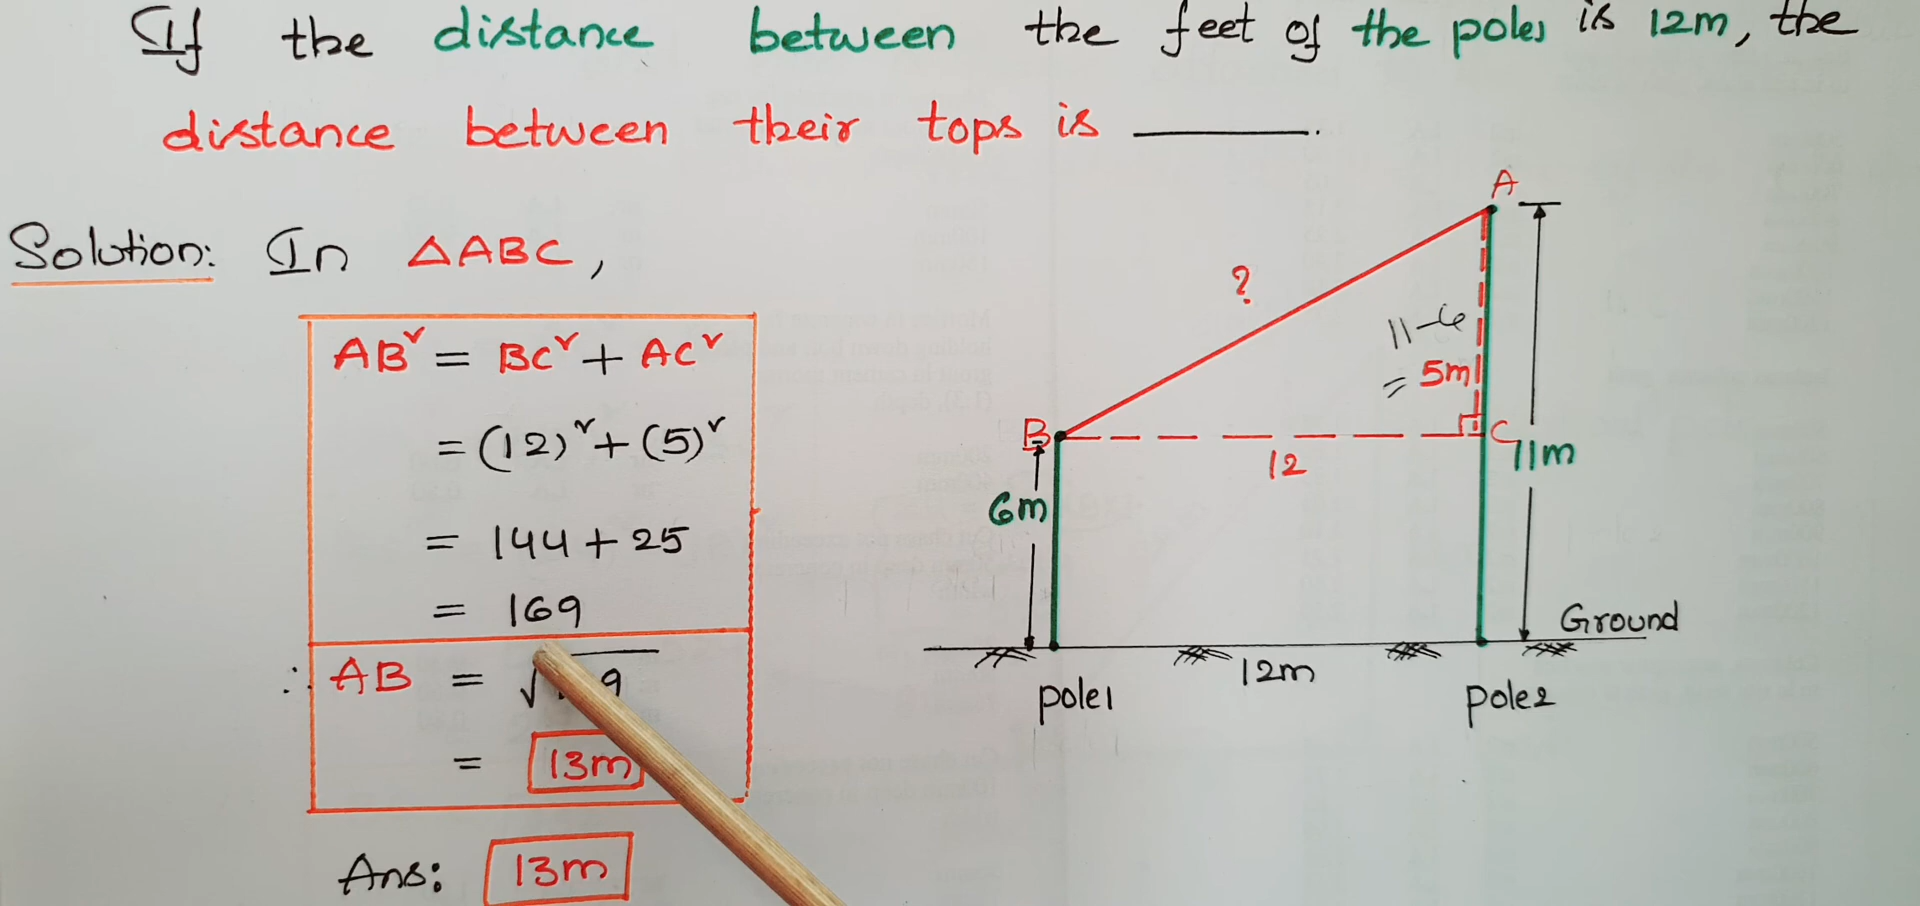 If the distance between the feet of the poles is 12m, the
distance between their tops is ______.
Solution: In △ABC,
AB² = BC² + AC²
= (12)² + (5)²
= 144 + 25
= 169
∴ AB = √ 9
= 13m
Ans: 13m
A
?
11-6
= 5m
B
C
12
11m
6m
Ground
12m
pole1
pole2